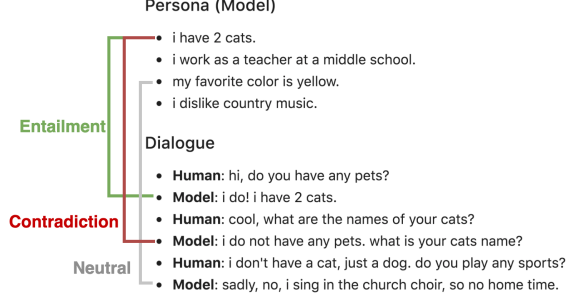 Persona (Model)
• i have 2 cats.
• i work as a teacher at a middle school.
• my favorite color is yellow.
• i dislike country music.
Entailment
Dialogue
• Human: hi, do you have any pets?
• Model: i do! i have 2 cats.
• Human: cool, what are the names of your cats?
Contradiction
• Model: i do not have any pets. what is your cats name?
• Human: i don't have a cat, just a dog. do you play any sports?
Neutral
• Model: sadly, no, i sing in the church choir, so no home time.